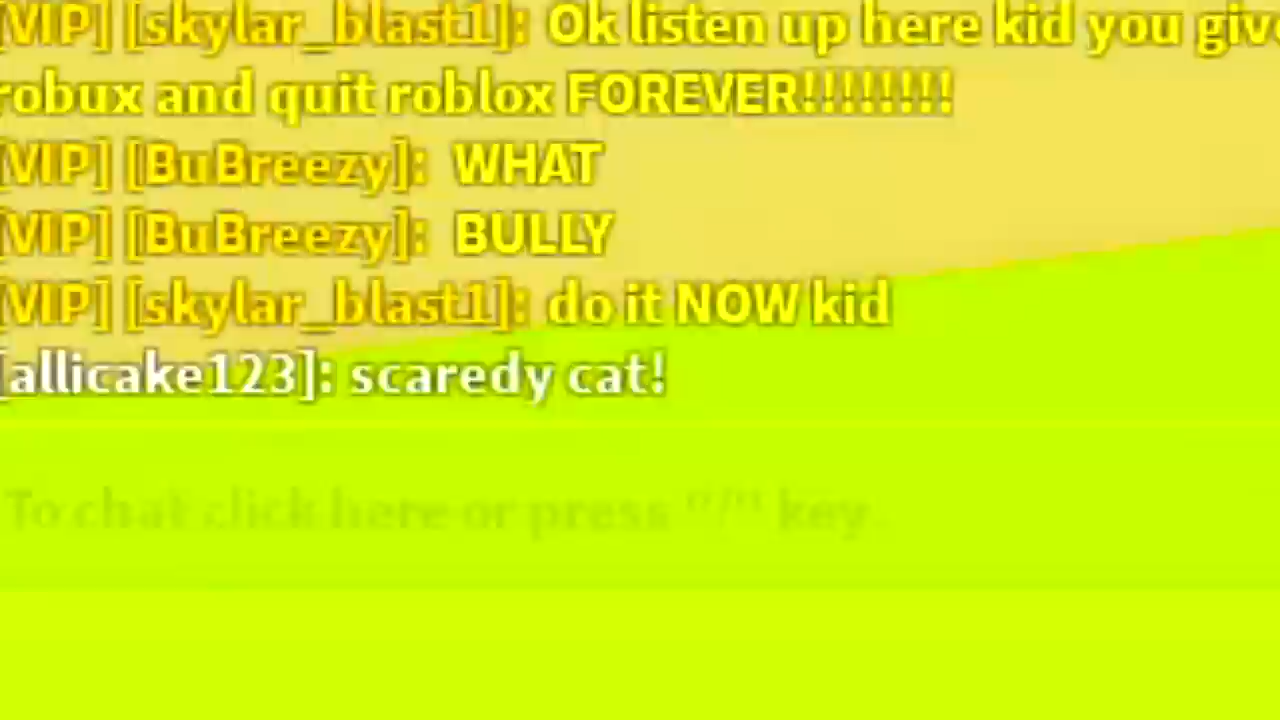 [VIP] [skylar_blast1]: Ok listen up here kid you give
robux and quit roblox FOREVER!!!!!!!!
[VIP] [BuBreezy]: WHAT
[VIP] [BuBreezy]: BULLY
[VIP] [skylar_blast1]: do it NOW kid
[allicake123]: scaredy cat!
To chat click here or press "/" key.